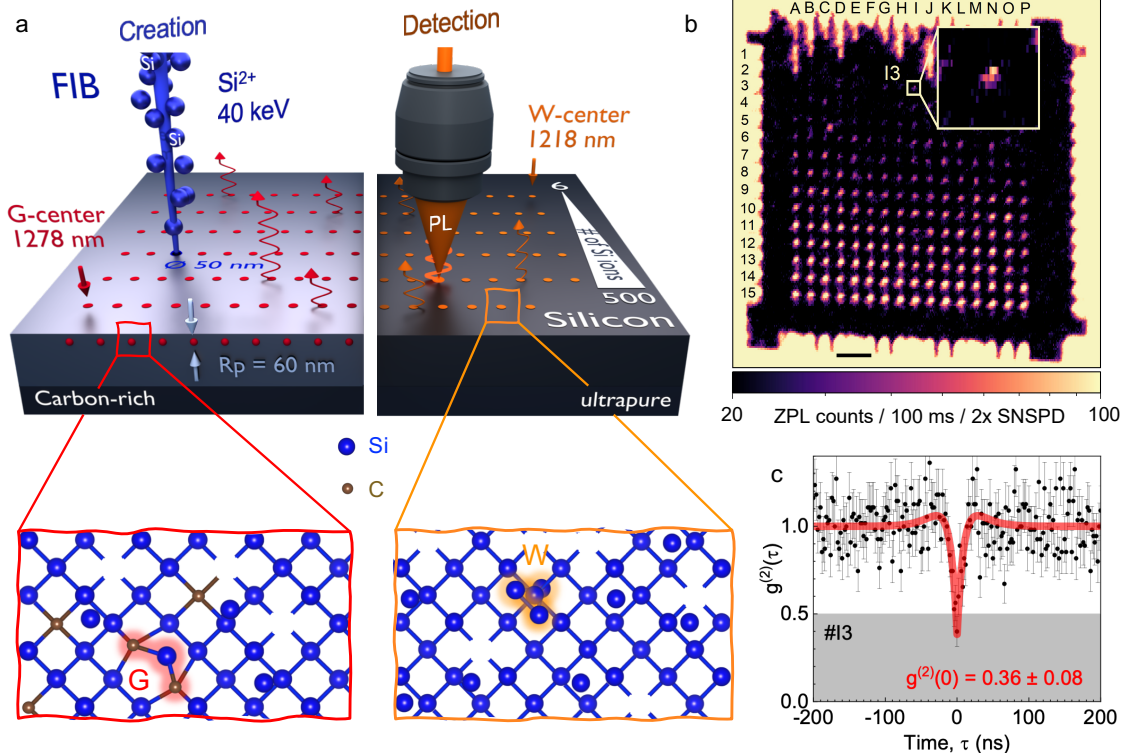 a
Creation
FIB
Si
Si
Si²⁺
40 keV
G-center
1278 nm
Ø 50 nm
Rp = 60 nm
Carbon-rich
Detection
W-center
1218 nm
PL
6
# of Si ions
500
Silicon
ultrapure
Si
C
G
W
b
A B C D E F G H I J K L M N O P
1
2
3
4
5
6
7
8
9
10
11
12
13
14
15
I3
20 ZPL counts / 100 ms / 2x SNSPD 100
c
g⁽²⁾(τ)
1.0
0.5
0.0
#I3
g⁽²⁾(0) = 0.36 ± 0.08
-200 -100 0 100 200
Time, τ (ns)